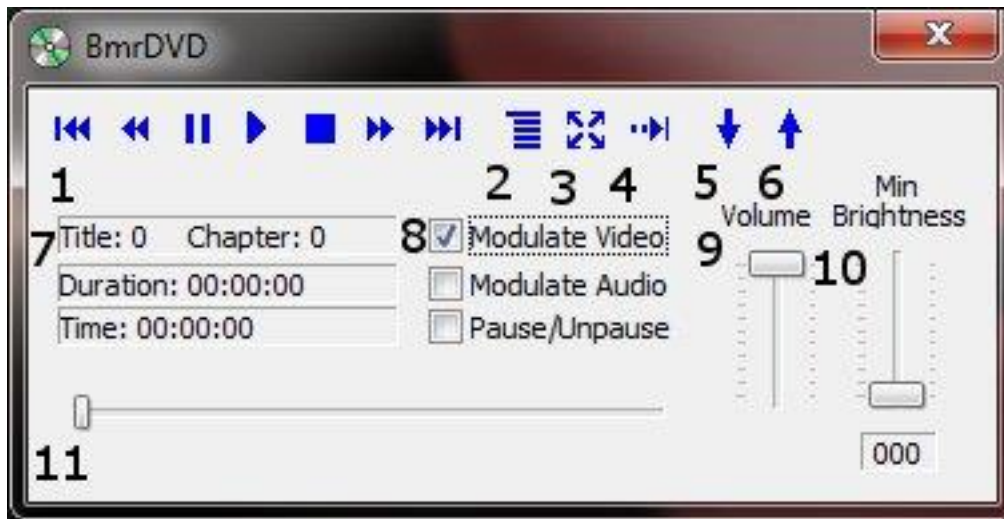 BmrDVD
1 2 3 4 5 6 Min
Volume Brightness
7 Title: 0 Chapter: 0 8 Modulate Video
9 10
Duration: 00:00:00 Modulate Audio
Time: 00:00:00 Pause/Unpause
11
000